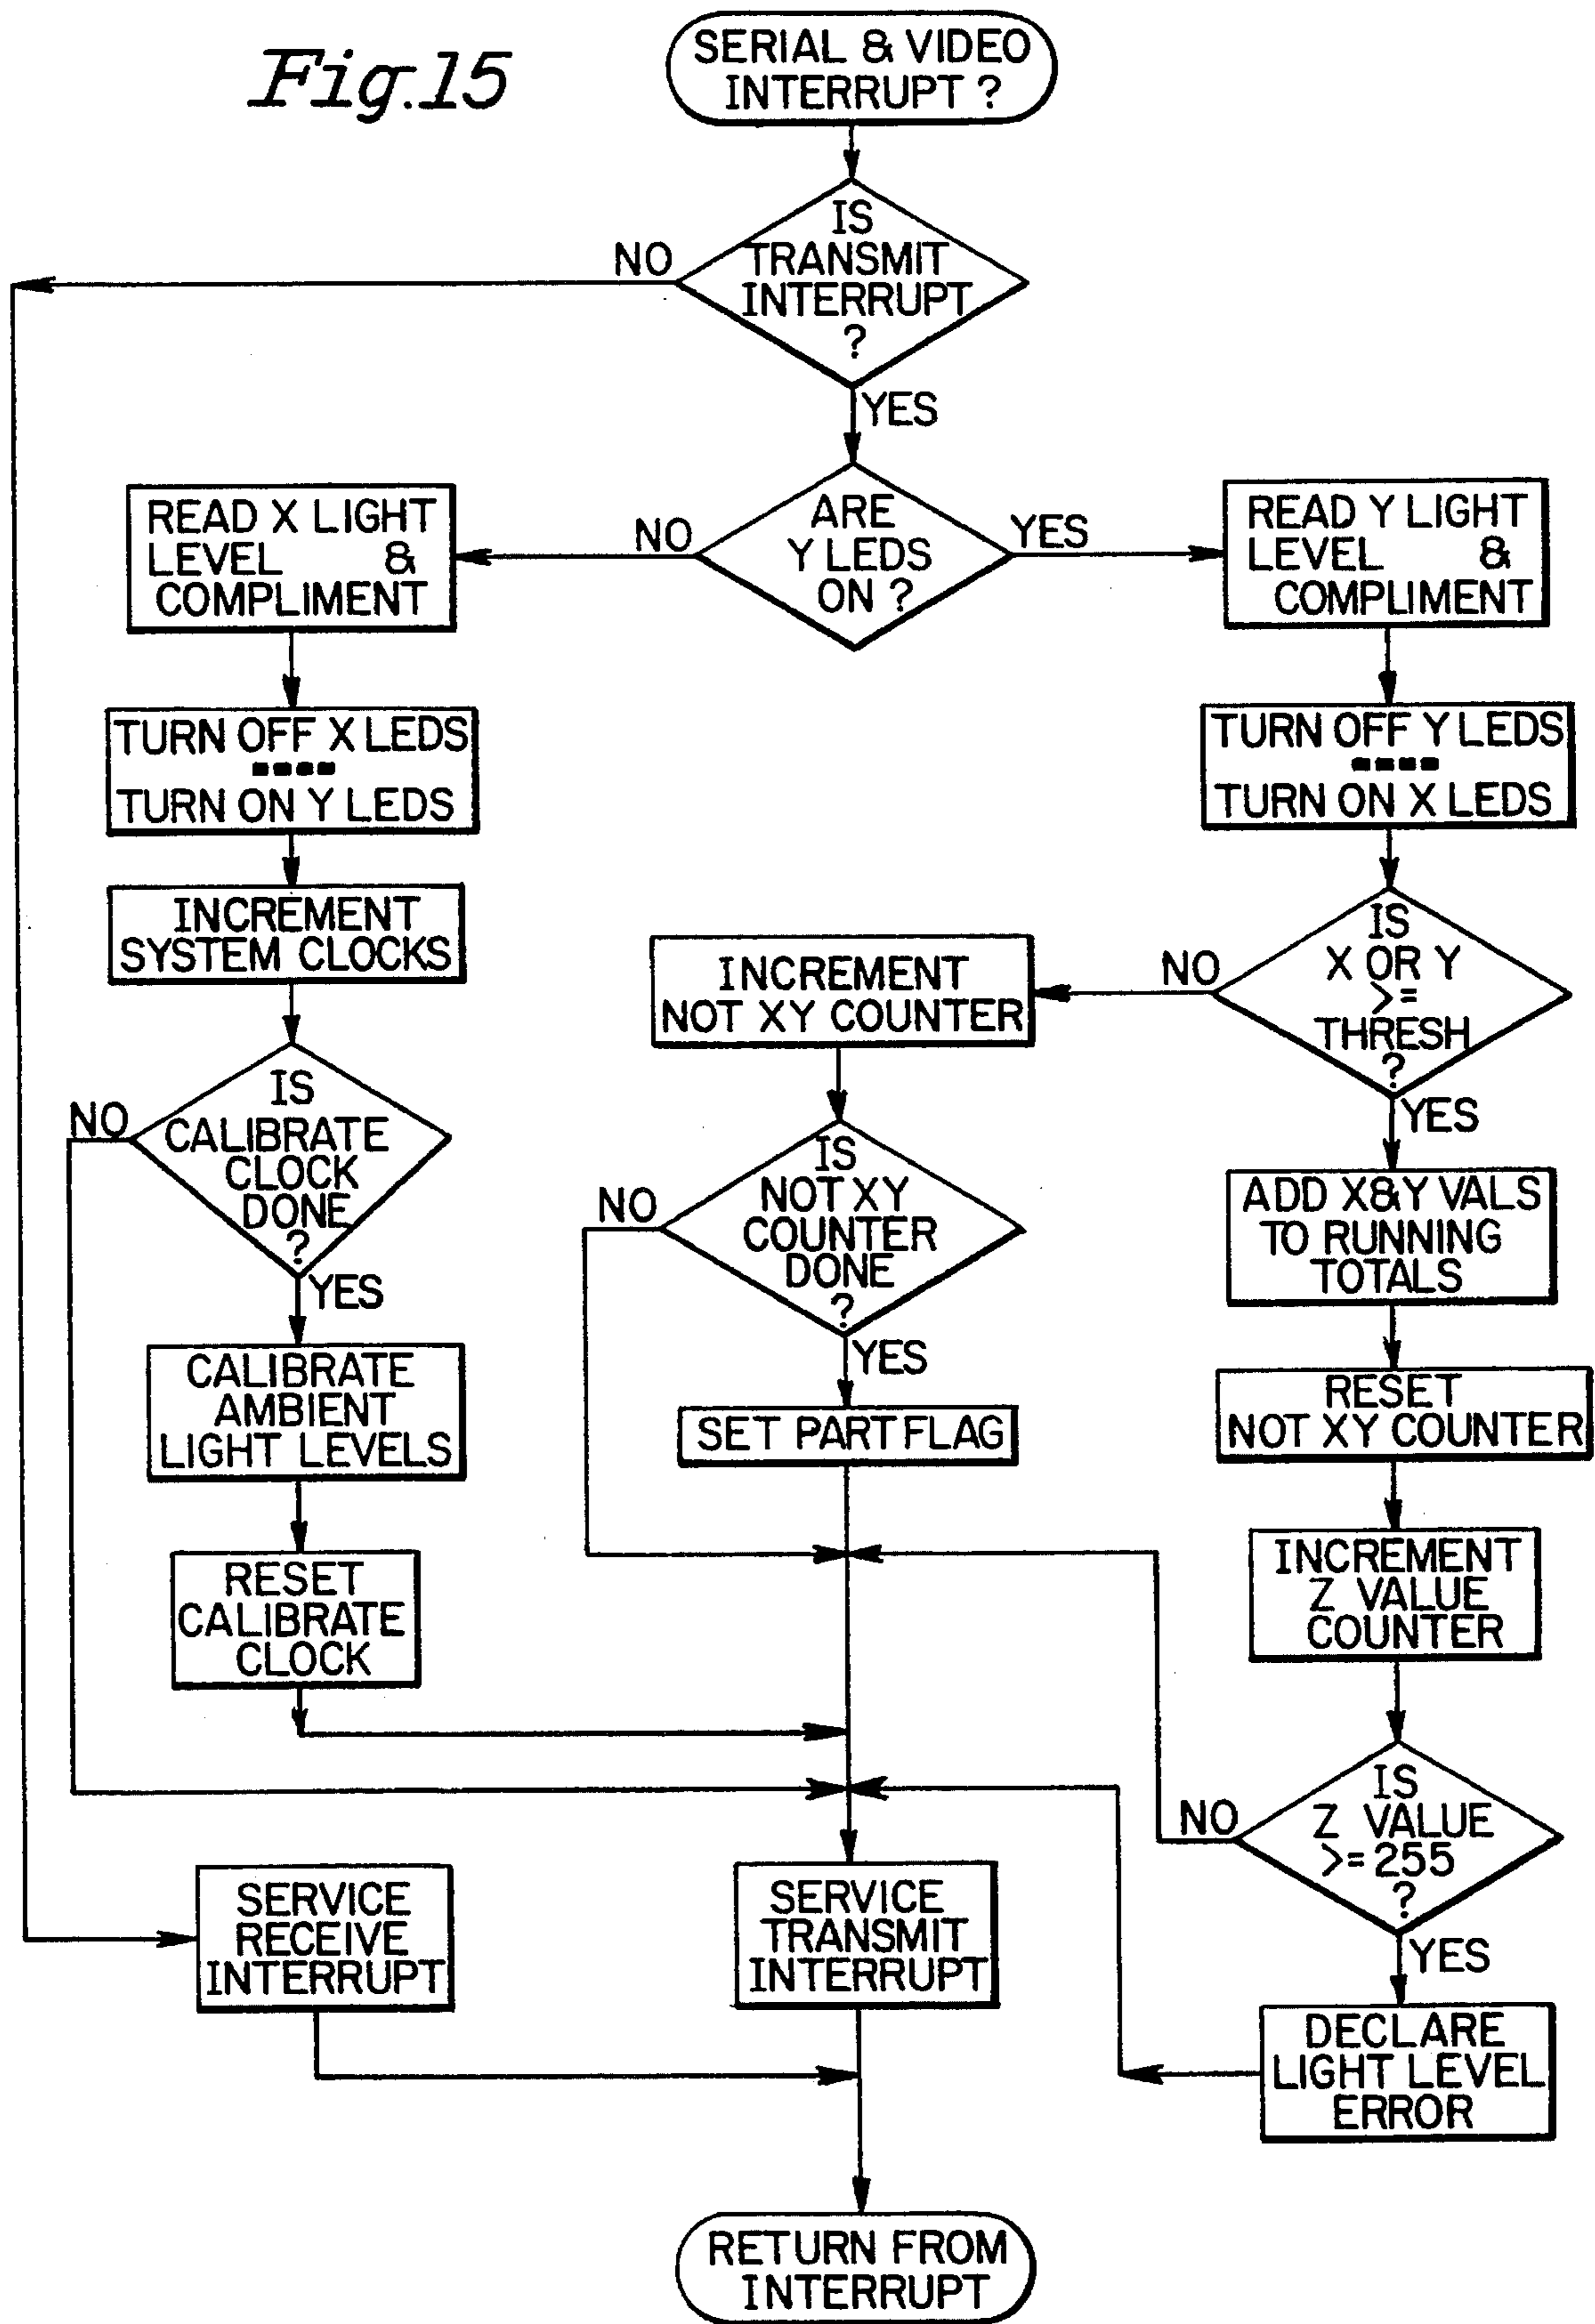 Fig.15
SERIAL & VIDEO
INTERRUPT ?
IS
TRANSMIT
INTERRUPT
?
NO
YES
ARE
Y LEDS
ON ?
NO
YES
READ X LIGHT
LEVEL &
COMPLIMENT
READ Y LIGHT
LEVEL &
COMPLIMENT
TURN OFF X LEDS
TURN ON Y LEDS
TURN OFF Y LEDS
TURN ON X LEDS
INCREMENT
SYSTEM CLOCKS
IS
X OR Y
>=
THRESH
?
NO
YES
INCREMENT
NOT XY COUNTER
IS
CALIBRATE
CLOCK
DONE
?
NO
YES
IS
NOT XY
COUNTER
DONE
?
NO
YES
ADD X&Y VALS
TO RUNNING
TOTALS
CALIBRATE
AMBIENT
LIGHT LEVELS
SET PART FLAG
RESET
NOT XY COUNTER
RESET
CALIBRATE
CLOCK
INCREMENT
Z VALUE
COUNTER
IS
Z VALUE
>=255
?
NO
YES
SERVICE
RECEIVE
INTERRUPT
SERVICE
TRANSMIT
INTERRUPT
DECLARE
LIGHT LEVEL
ERROR
RETURN FROM
INTERRUPT